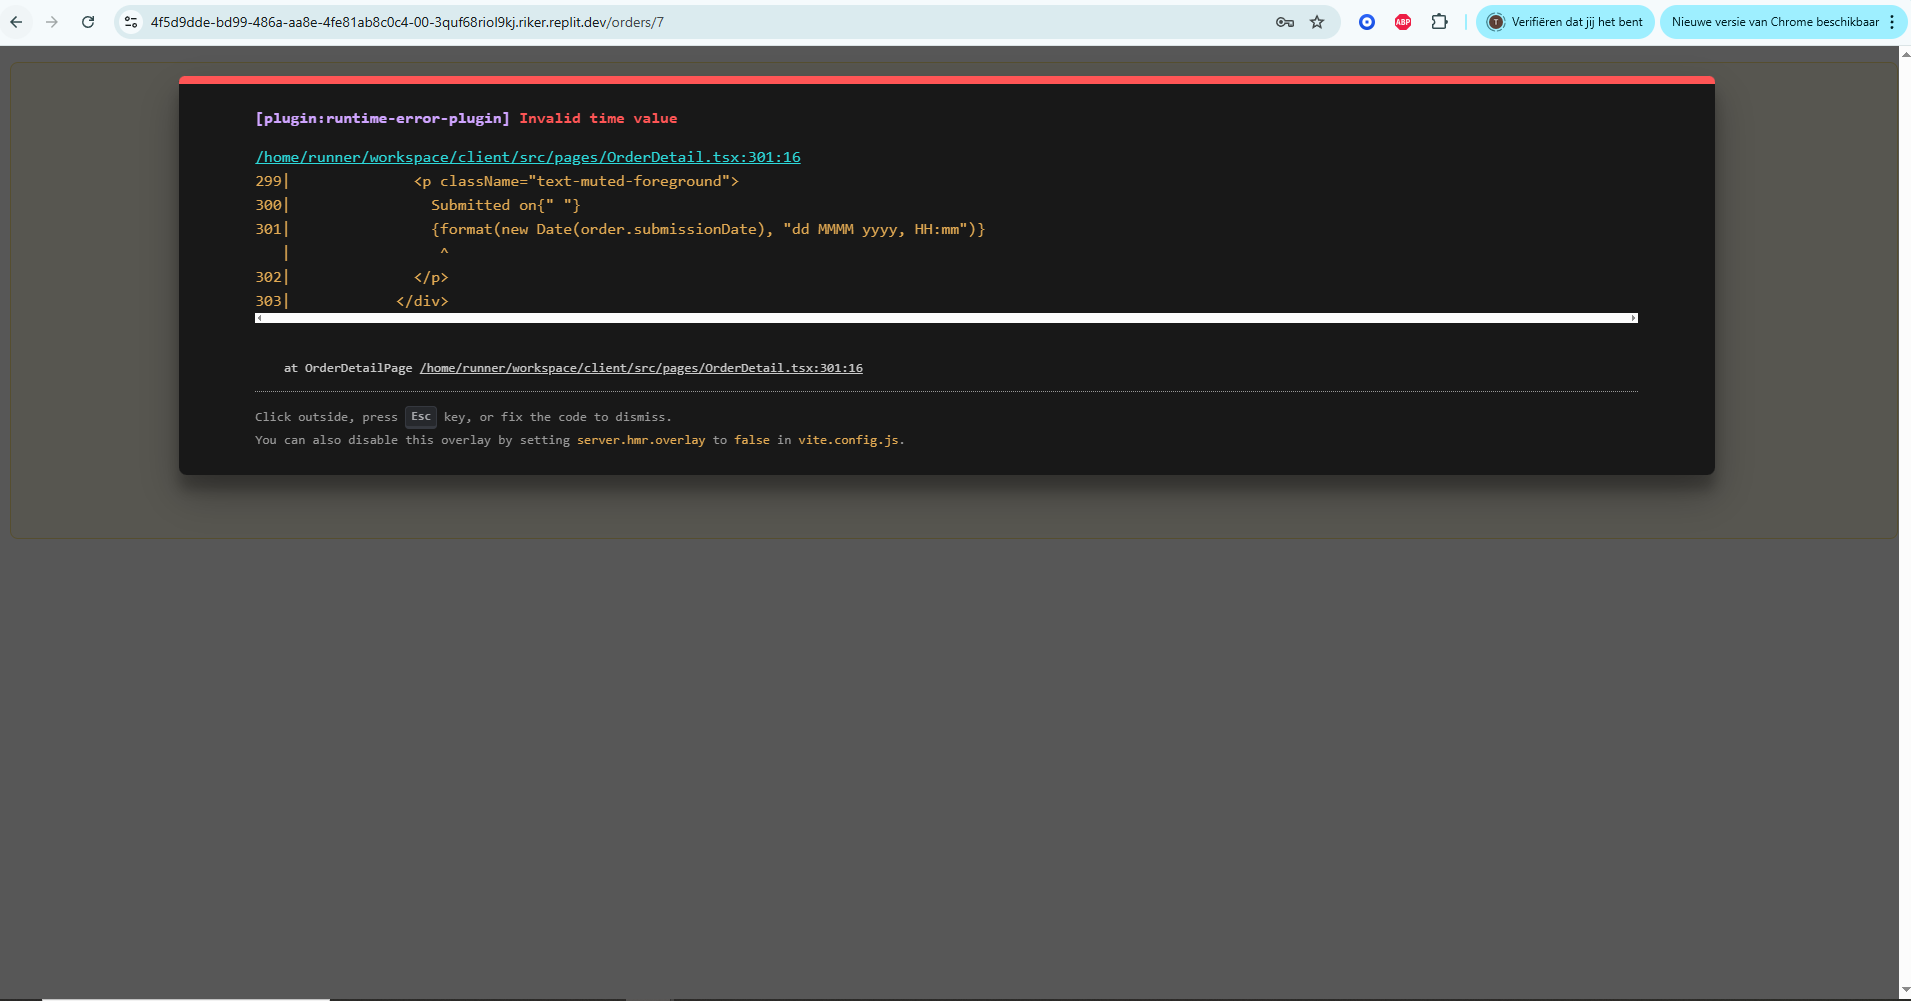 4f5d9dde-bd99-486a-aa8e-4fe81ab8c0c4-00-3quf68riol9kj.riker.replit.dev/orders/7
ABP
T
Verifiëren dat jij het bent
Nieuwe versie van Chrome beschikbaar
[plugin:runtime-error-plugin] Invalid time value
/home/runner/workspace/client/src/pages/OrderDetail.tsx:301:16
299|              <p className="text-muted-foreground">
300|                Submitted on{" "}
301|                {format(new Date(order.submissionDate), "dd MMMM yyyy, HH:mm")}
   |                 ^
302|              </p>
303|            </div>
at OrderDetailPage /home/runner/workspace/client/src/pages/OrderDetail.tsx:301:16
Click outside, press Esc key, or fix the code to dismiss.
You can also disable this overlay by setting server.hmr.overlay to false in vite.config.js.